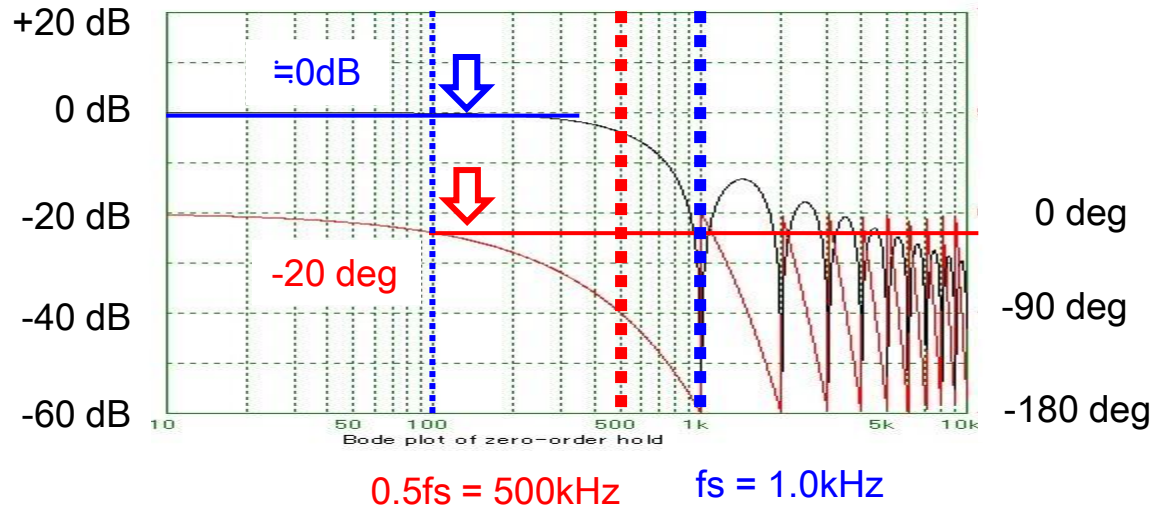 +20 dB
≒0dB
0 dB
-20 dB
0 deg
-20 deg
-40 dB
-90 deg
-60 dB
-180 deg
10 50 100 500 1k 5k 10k
Bode plot of zero-order hold
0.5fs = 500kHz fs = 1.0kHz